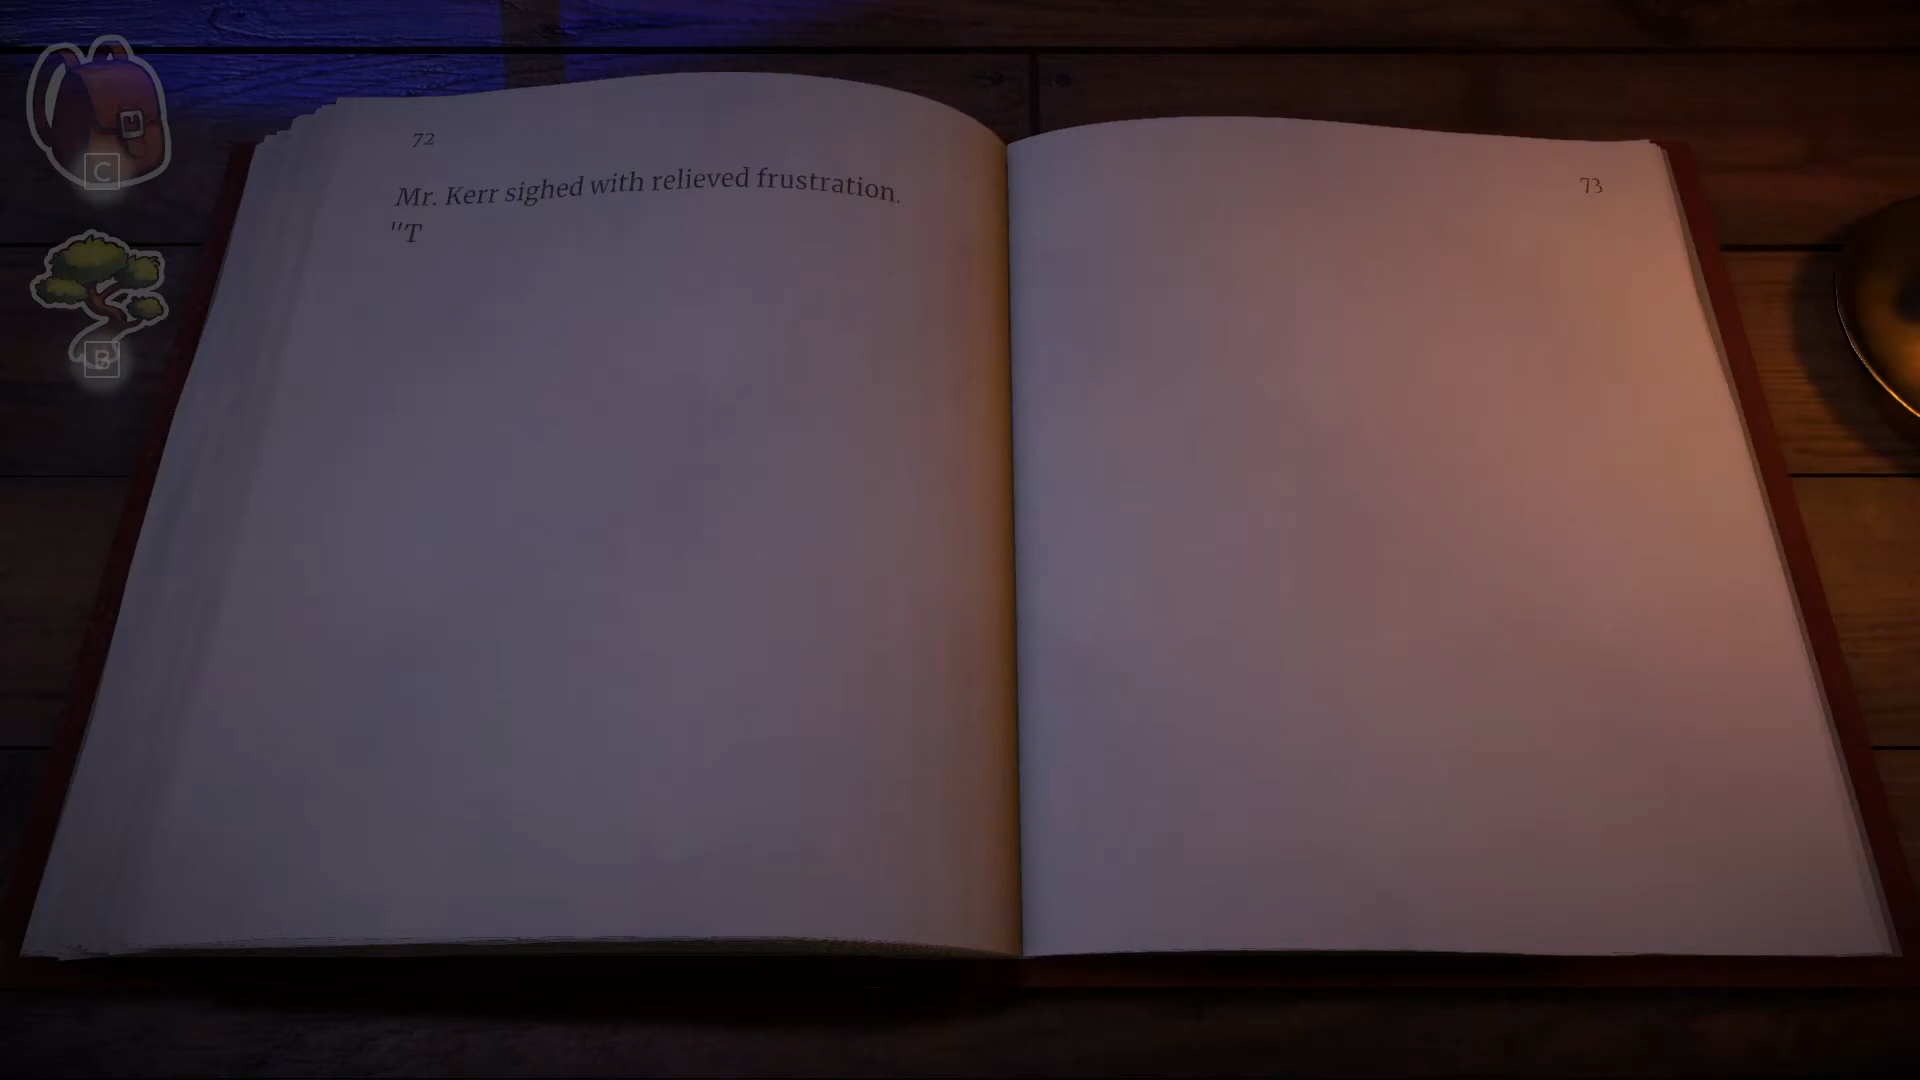 72
Mr. Kerr sighed with relieved frustration.
"T
73
C
B